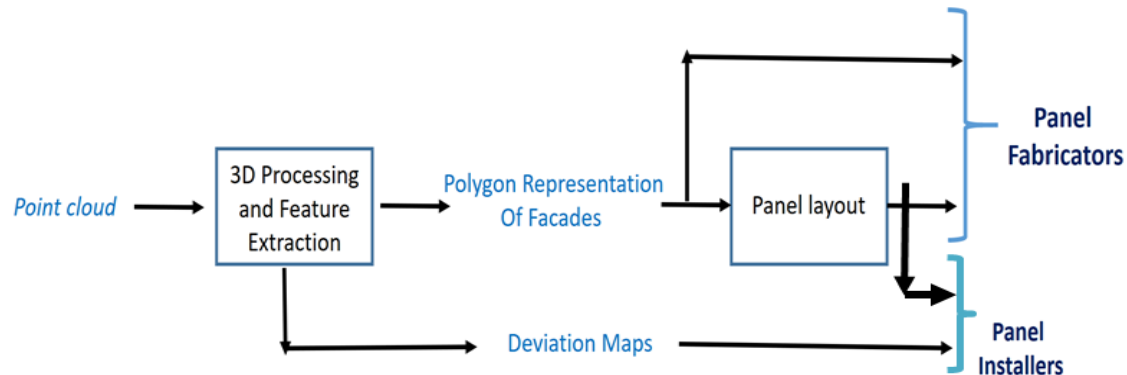 Point cloud
3D Processing
and Feature
Extraction
Polygon Representation
Of Facades
Panel layout
Panel
Fabricators
Deviation Maps
Panel
Installers